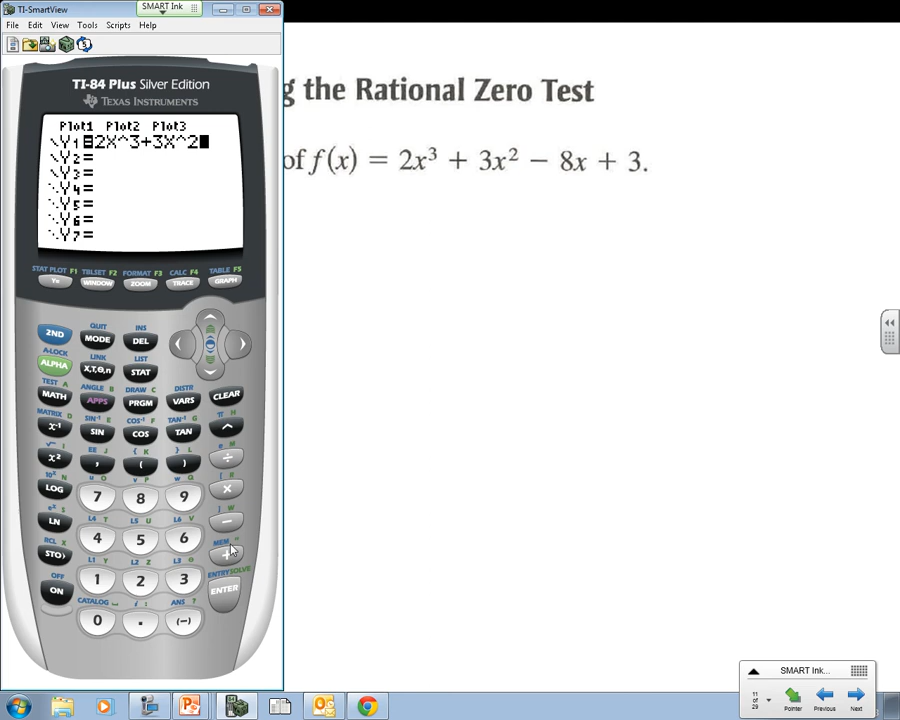 TI-SmartView
SMART Ink
File Edit View Tools Scripts Help
TI-84 Plus Silver Edition
TEXAS INSTRUMENTS
Plot1 Plot2 Plot3
\Y1=2X^3+3X^2
\Y2=
\Y3=
\Y4=
\Y5=
\Y6=
\Y7=
STAT PLOT F1 TBLSET F2 FORMAT F3 CALC F4 TABLE F5
Y= WINDOW ZOOM TRACE GRAPH
QUIT INS
2ND MODE DEL
A-LOCK LINK LIST
ALPHA X,T,Θ,n STAT
TEST A ANGLE B DRAW C DISTR
MATH APPS PRGM VARS CLEAR
MATRIX D SIN⁻¹ E COS⁻¹ F TAN⁻¹ G π H
x⁻¹ SIN COS TAN ^
√ I EE J { K } L e M
x² , ( ) ÷
10ˣ N u O v P w Q [ R
LOG 7 8 9 ×
eˣ S L4 T L5 U L6 V ] W
LN 4 5 6 −
RCL X L1 Y L2 Z L3 θ MEM "
STO› 1 2 3 +
OFF CATALOG ⎵ i : ANS ? ENTRY SOLVE
ON 0 . (−) ENTER
g the Rational Zero Test
of f(x) = 2x³ + 3x² − 8x + 3.
SMART Ink...
11
of
29
Pointer Previous Next